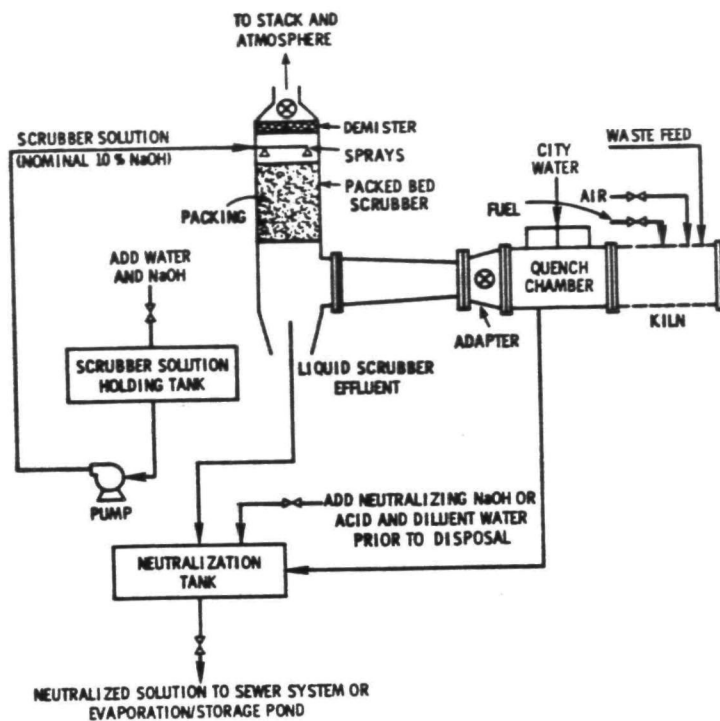 TO STACK AND
ATMOSPHERE
DEMISTER
SCRUBBER SOLUTION
(NOMINAL 10 % NaOH)
SPRAYS
WASTE FEED
CITY
WATER
PACKED BED
SCRUBBER
AIR
PACKING
FUEL
ADD WATER
AND NaOH
QUENCH
CHAMBER
KILN
ADAPTER
SCRUBBER SOLUTION
HOLDING TANK
LIQUID SCRUBBER
EFFLUENT
PUMP
ADD NEUTRALIZING NaOH OR
ACID AND DILUENT WATER
PRIOR TO DISPOSAL
NEUTRALIZATION
TANK
NEUTRALIZED SOLUTION TO SEWER SYSTEM OR
EVAPORATION/STORAGE POND